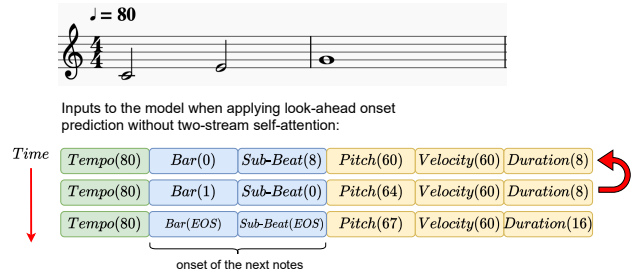 ♩ = 80
4
4
Inputs to the model when applying look-ahead onset
prediction without two-stream self-attention:
Time
Tempo(80) Bar(0) Sub-Beat(8) Pitch(60) Velocity(60) Duration(8)
Tempo(80) Bar(1) Sub-Beat(0) Pitch(64) Velocity(60) Duration(8)
Tempo(80) Bar(EOS) Sub-Beat(EOS) Pitch(67) Velocity(60) Duration(16)
onset of the next notes